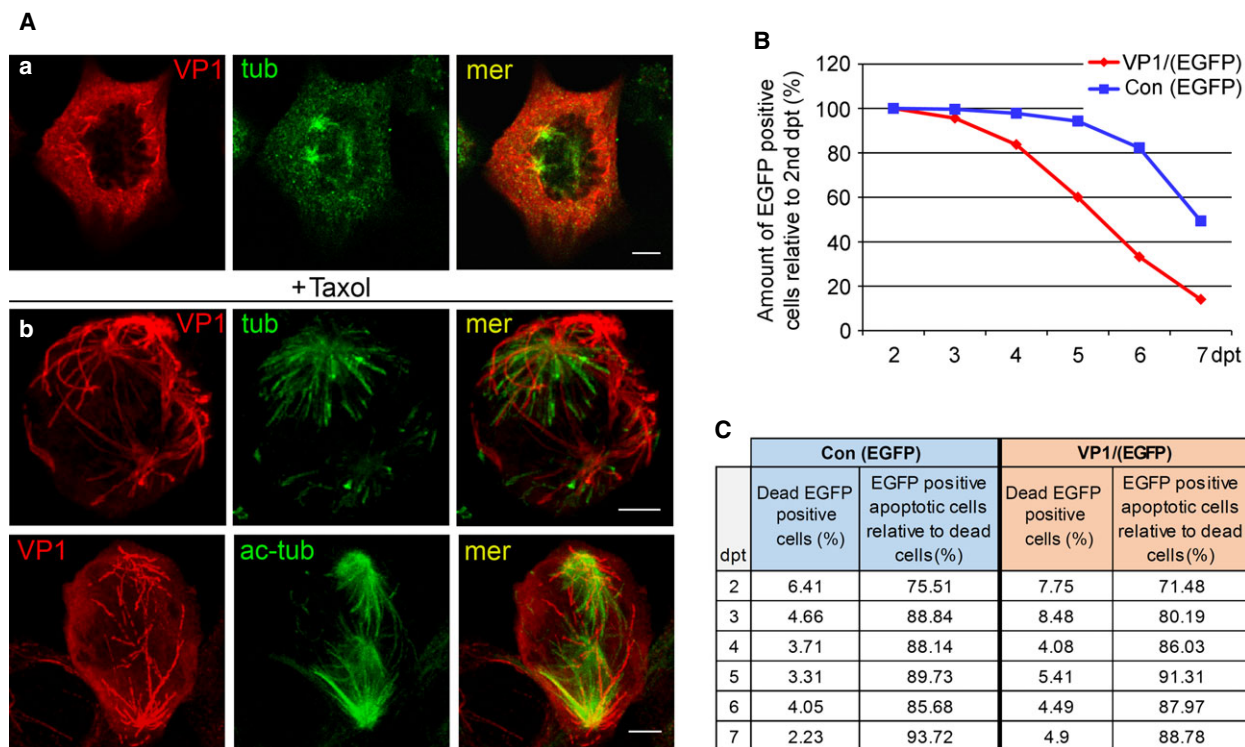 A
a
VP1
tub
mer
+Taxol
b
VP1
tub
mer
VP1
ac-tub
mer
B
Amount of EGFP positive
cells relative to 2nd dpt (%)
120
100
80
60
40
20
0
2 3 4 5 6 7 dpt
VP1/(EGFP)
Con (EGFP)
C
Con (EGFP) VP1/(EGFP)
dpt
Dead EGFP
positive
cells (%)
EGFP positive
apoptotic cells
relative to dead
cells (%)
Dead EGFP
positive
cells (%)
EGFP positive
apoptotic cells
relative to dead
cells (%)
2 6.41 75.51 7.75 71.48
3 4.66 88.84 8.48 80.19
4 3.71 88.14 4.08 86.03
5 3.31 89.73 5.41 91.31
6 4.05 85.68 4.49 87.97
7 2.23 93.72 4.9 88.78